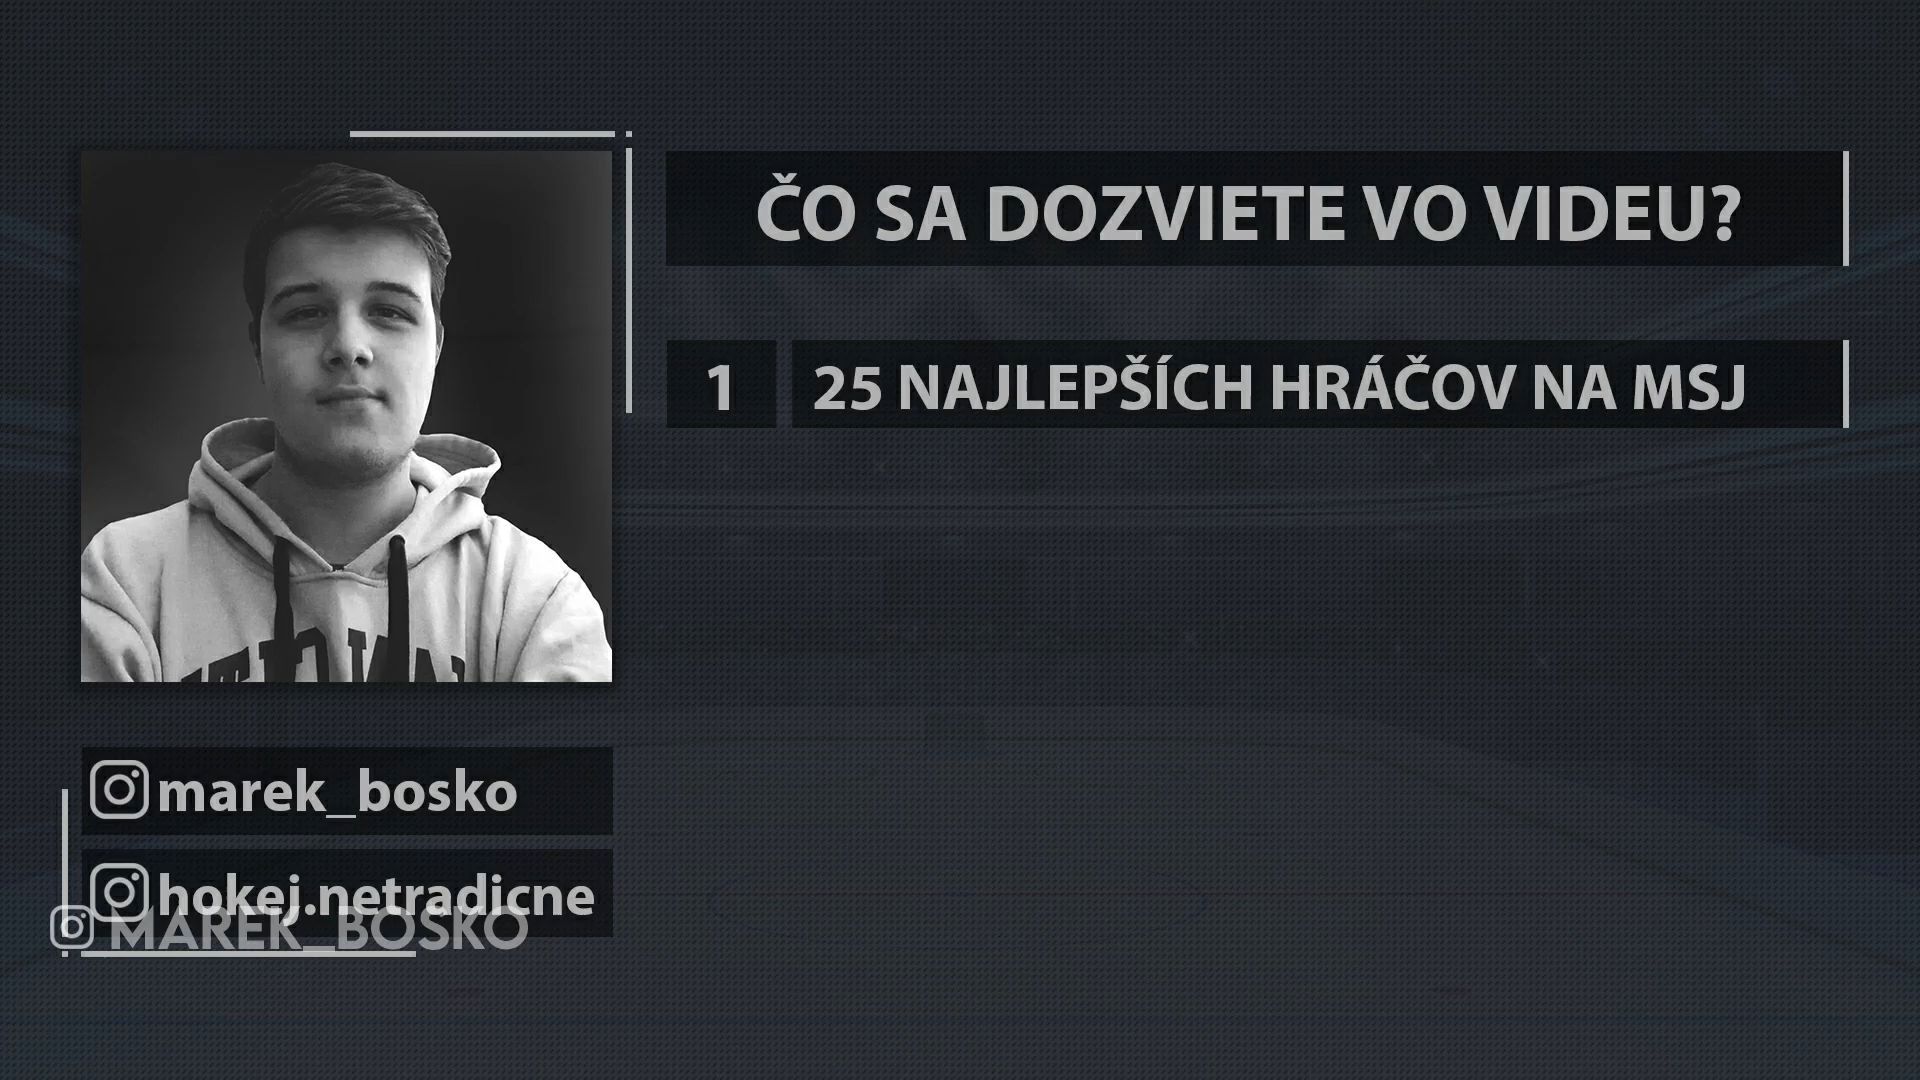 ČO SA DOZVIETE VO VIDEU?
1 25 NAJLEPŠÍCH HRÁČOV NA MSJ
marek_bosko
hokej.netradicne
MAREK_BOSKO